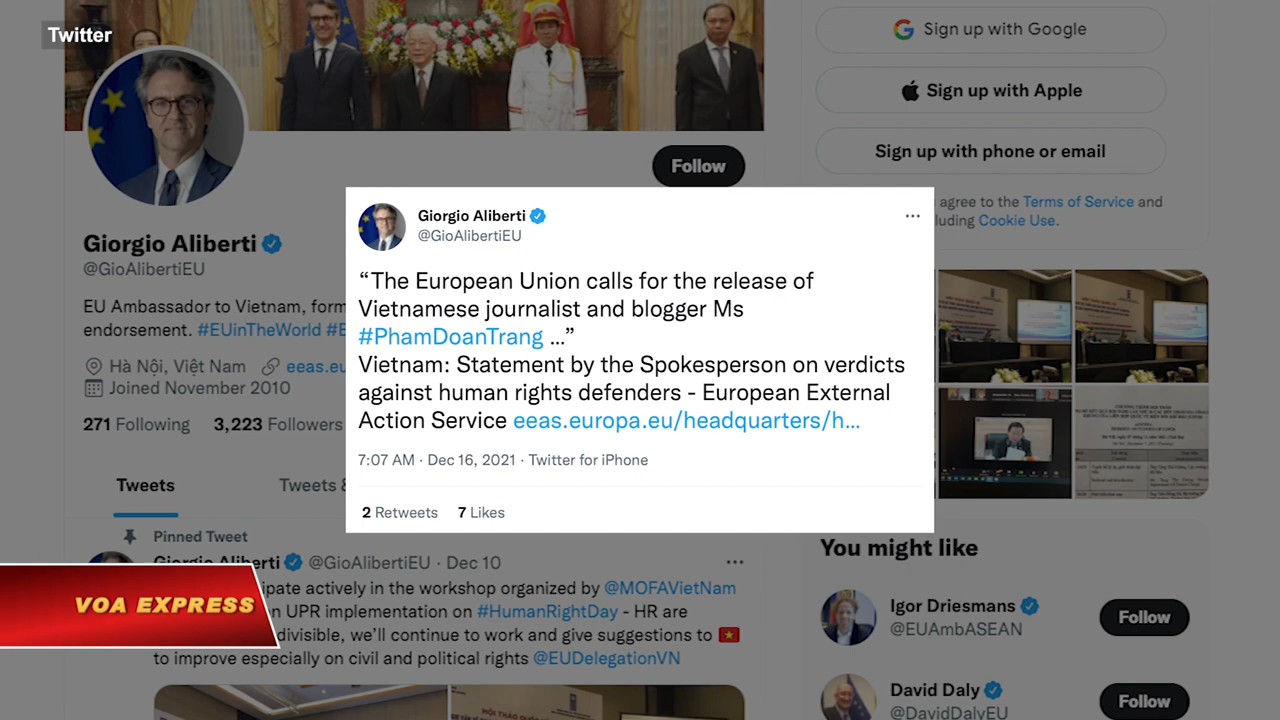 Twitter
Sign up with Google
Sign up with Apple
Sign up with phone or email
agree to the Terms of Service and
Cookie Use.
Follow
Giorgio Aliberti
@GioAlibertiEU
EU Ambassador to Vietnam,
endorsement. #EUinTheWorld
Hà Nội, Việt Nam
Joined November 2010
271 Following 3,223 Followers
Tweets Tweets
Giorgio Aliberti
@GioAlibertiEU
“The European Union calls for the release of
Vietnamese journalist and blogger Ms
#PhamDoanTrang ...”
Vietnam: Statement by the Spokesperson on verdicts
against human rights defenders - European External
Action Service eeas.europa.eu/headquarters/h...
7:07 AM · Dec 16, 2021 · Twitter for iPhone
2 Retweets 7 Likes
Pinned Tweet
Giorgio Aliberti @GioAlibertiEU · Dec 10
actively in the workshop organized by @MOFAVietNam
UPR implementation on #HumanRightDay - HR are
we’ll continue to work and give suggestions to
to improve especially on civil and political rights @EUDelegationVN
VOA EXPRESS
You might like
Igor Driesmans
@EUAmbASEAN
Follow
David Daly
@DavidDalyEU
Follow